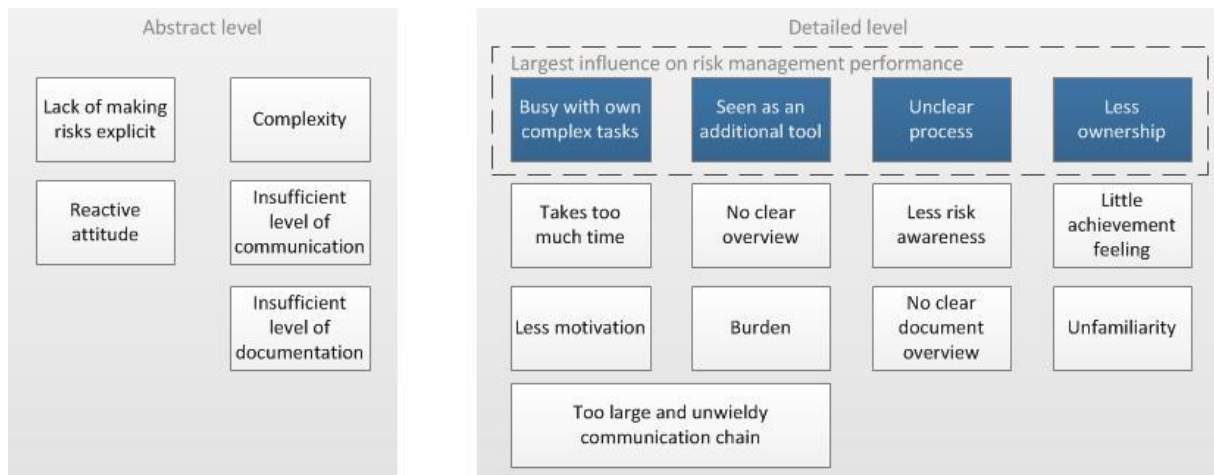 Abstract level
Lack of making
risks explicit
Complexity
Reactive
attitude
Insufficient
level of
communication
Insufficient
level of
documentation
Detailed level
Largest influence on risk management performance
Busy with own
complex tasks
Seen as an
additional tool
Unclear
process
Less
ownership
Takes too
much time
No clear
overview
Less risk
awareness
Little
achievement
feeling
Less motivation
Burden
No clear
document
overview
Unfamiliarity
Too large and unwieldy
communication chain